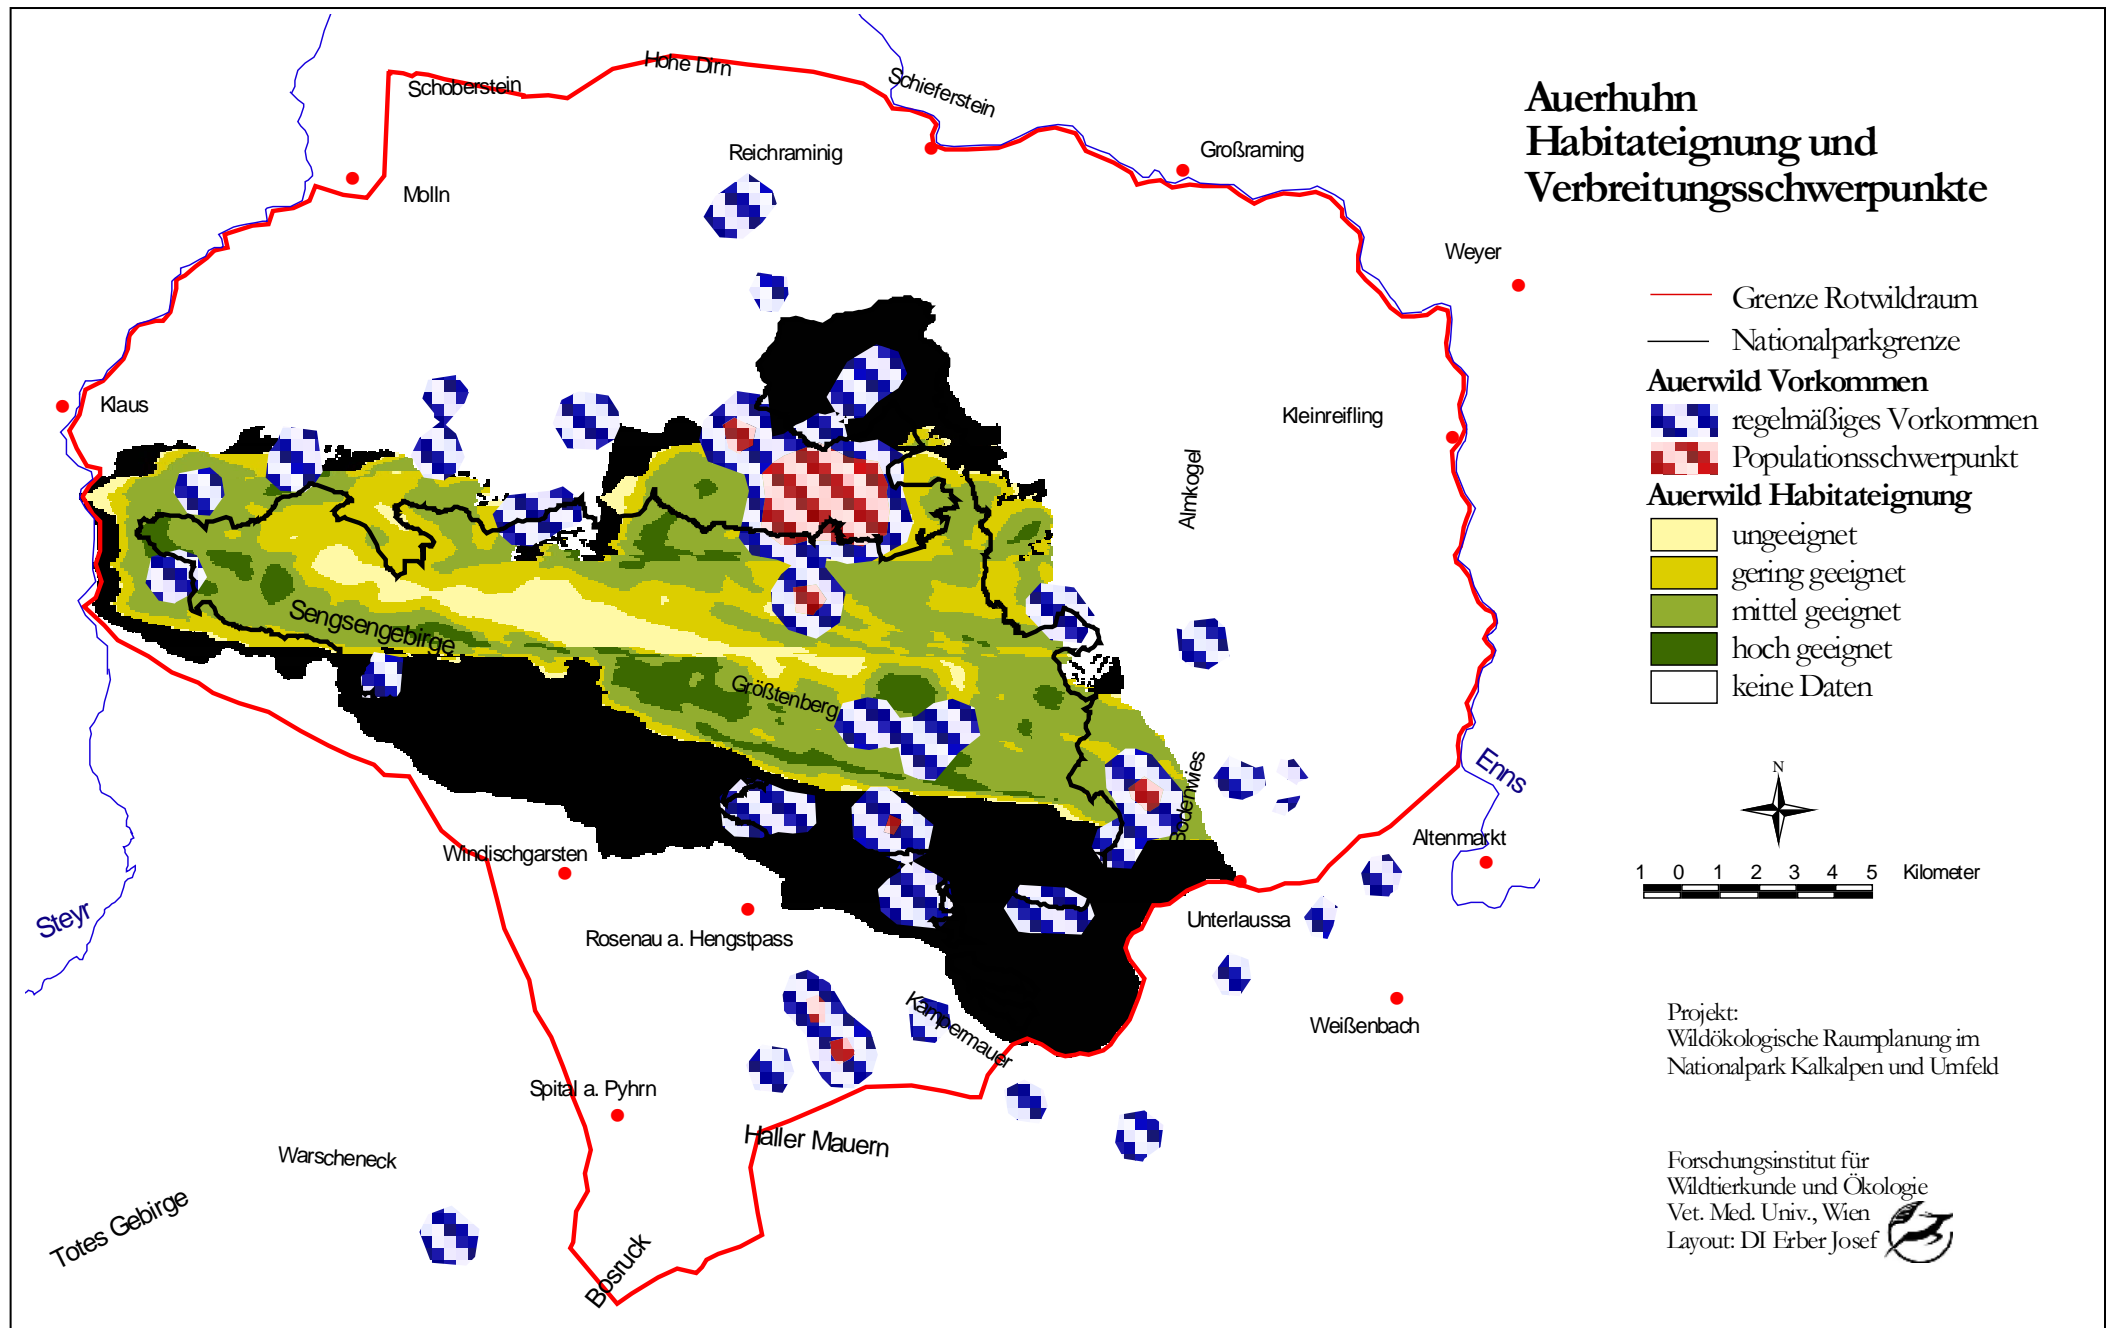 Auerhuhn
Habitateignung und
Verbreitungsschwerpunkte
Grenze Rotwildraum
Nationalparkgrenze
Auerwild Vorkommen
regelmäßiges Vorkommen
Populationsschwerpunkt
Auerwild Habitateignung
ungeeignet
gering geeignet
mittel geeignet
hoch geeignet
keine Daten
N
1 0 1 2 3 4 5 Kilometer
Projekt:
Wildökologische Raumplanung im
Nationalpark Kalkalpen und Umfeld
Forschungsinstitut für
Wildtierkunde und Ökologie
Vet. Med. Univ., Wien
Layout: DI Erber Josef
Schoberstein
Hohe Dirn
Schieferstein
Reichraminig
Großraming
Molln
Weyer
Klaus
Kleinreifling
Almkogel
Sengsengebirge
Größtenberg
Bodenwies
Enns
Altenmarkt
Windischgarsten
Steyr
Rosenau a. Hengstpass
Unterlaussa
Kampermauer
Weißenbach
Spital a. Pyhrn
Haller Mauern
Warscheneck
Totes Gebirge
Bosruck